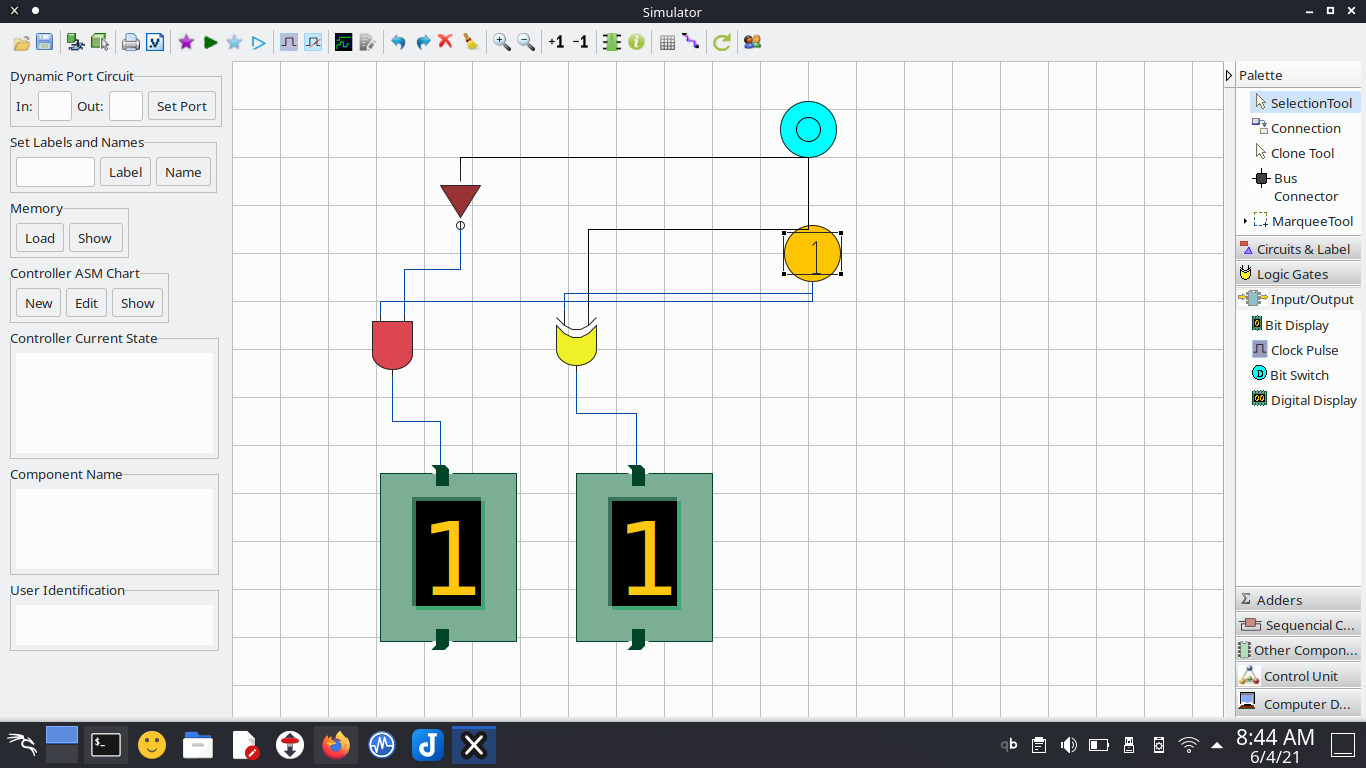 Simulator
+1 -1
Dynamic Port Circuit
In: Out: Set Port
Set Labels and Names
Label Name
Memory
Load Show
Controller ASM Chart
New Edit Show
Controller Current State
Component Name
User Identification
1
1 1
Palette
SelectionTool
Connection
Clone Tool
Bus
Connector
MarqueeTool
Circuits & Label
Logic Gates
Input/Output
Bit Display
Clock Pulse
D Bit Switch
Digital Display
Σ Adders
Sequential C...
Other Compon...
Control Unit
Computer D...
qb
8:44 AM
6/4/21